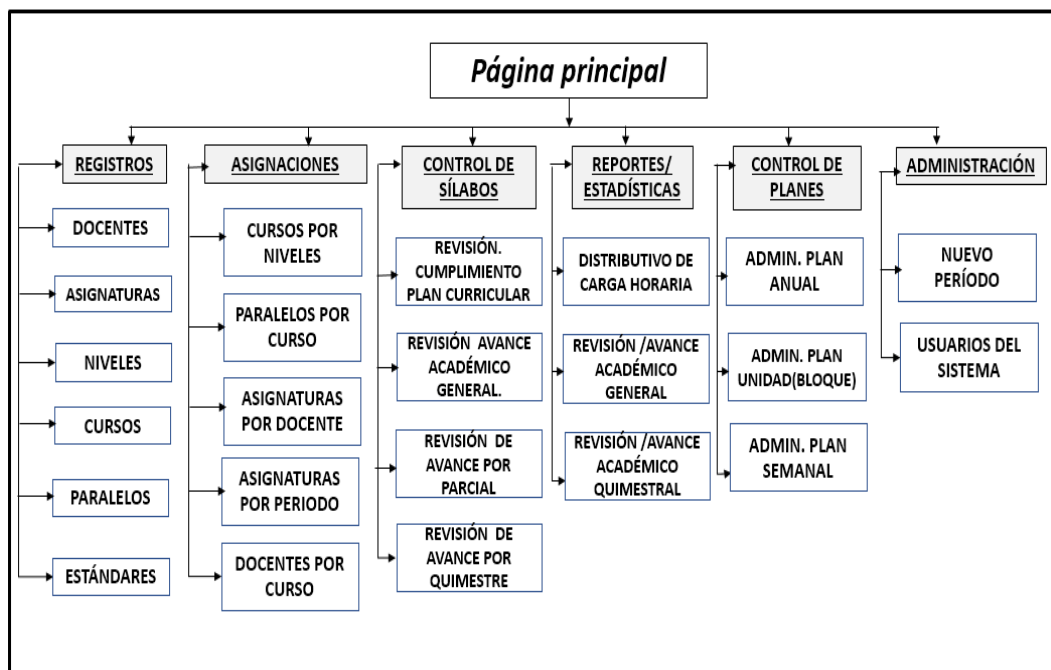 Página principal
REGISTROS
DOCENTES
ASIGNATURAS
NIVELES
CURSOS
PARALELOS
ESTÁNDARES
ASIGNACIONES
CURSOS POR
NIVELES
PARALELOS POR
CURSO
ASIGNATURAS
POR DOCENTE
ASIGNATURAS
POR PERIODO
DOCENTES POR
CURSO
CONTROL DE
SÍLABOS
REVISIÓN.
CUMPLIMIENTO
PLAN CURRICULAR
REVISIÓN AVANCE
ACADÉMICO
GENERAL.
REVISIÓN DE
AVANCE POR
PARCIAL
REVISIÓN DE
AVANCE POR
QUIMESTRE
REPORTES/
ESTADÍSTICAS
DISTRIBUTIVO DE
CARGA HORARIA
REVISIÓN /AVANCE
ACADÉMICO
GENERAL
REVISIÓN /AVANCE
ACADÉMICO
QUIMESTRAL
CONTROL DE
PLANES
ADMIN. PLAN
ANUAL
ADMIN. PLAN
UNIDAD(BLOQUE)
ADMIN. PLAN
SEMANAL
ADMINISTRACIÓN
NUEVO
PERÍODO
USUARIOS DEL
SISTEMA